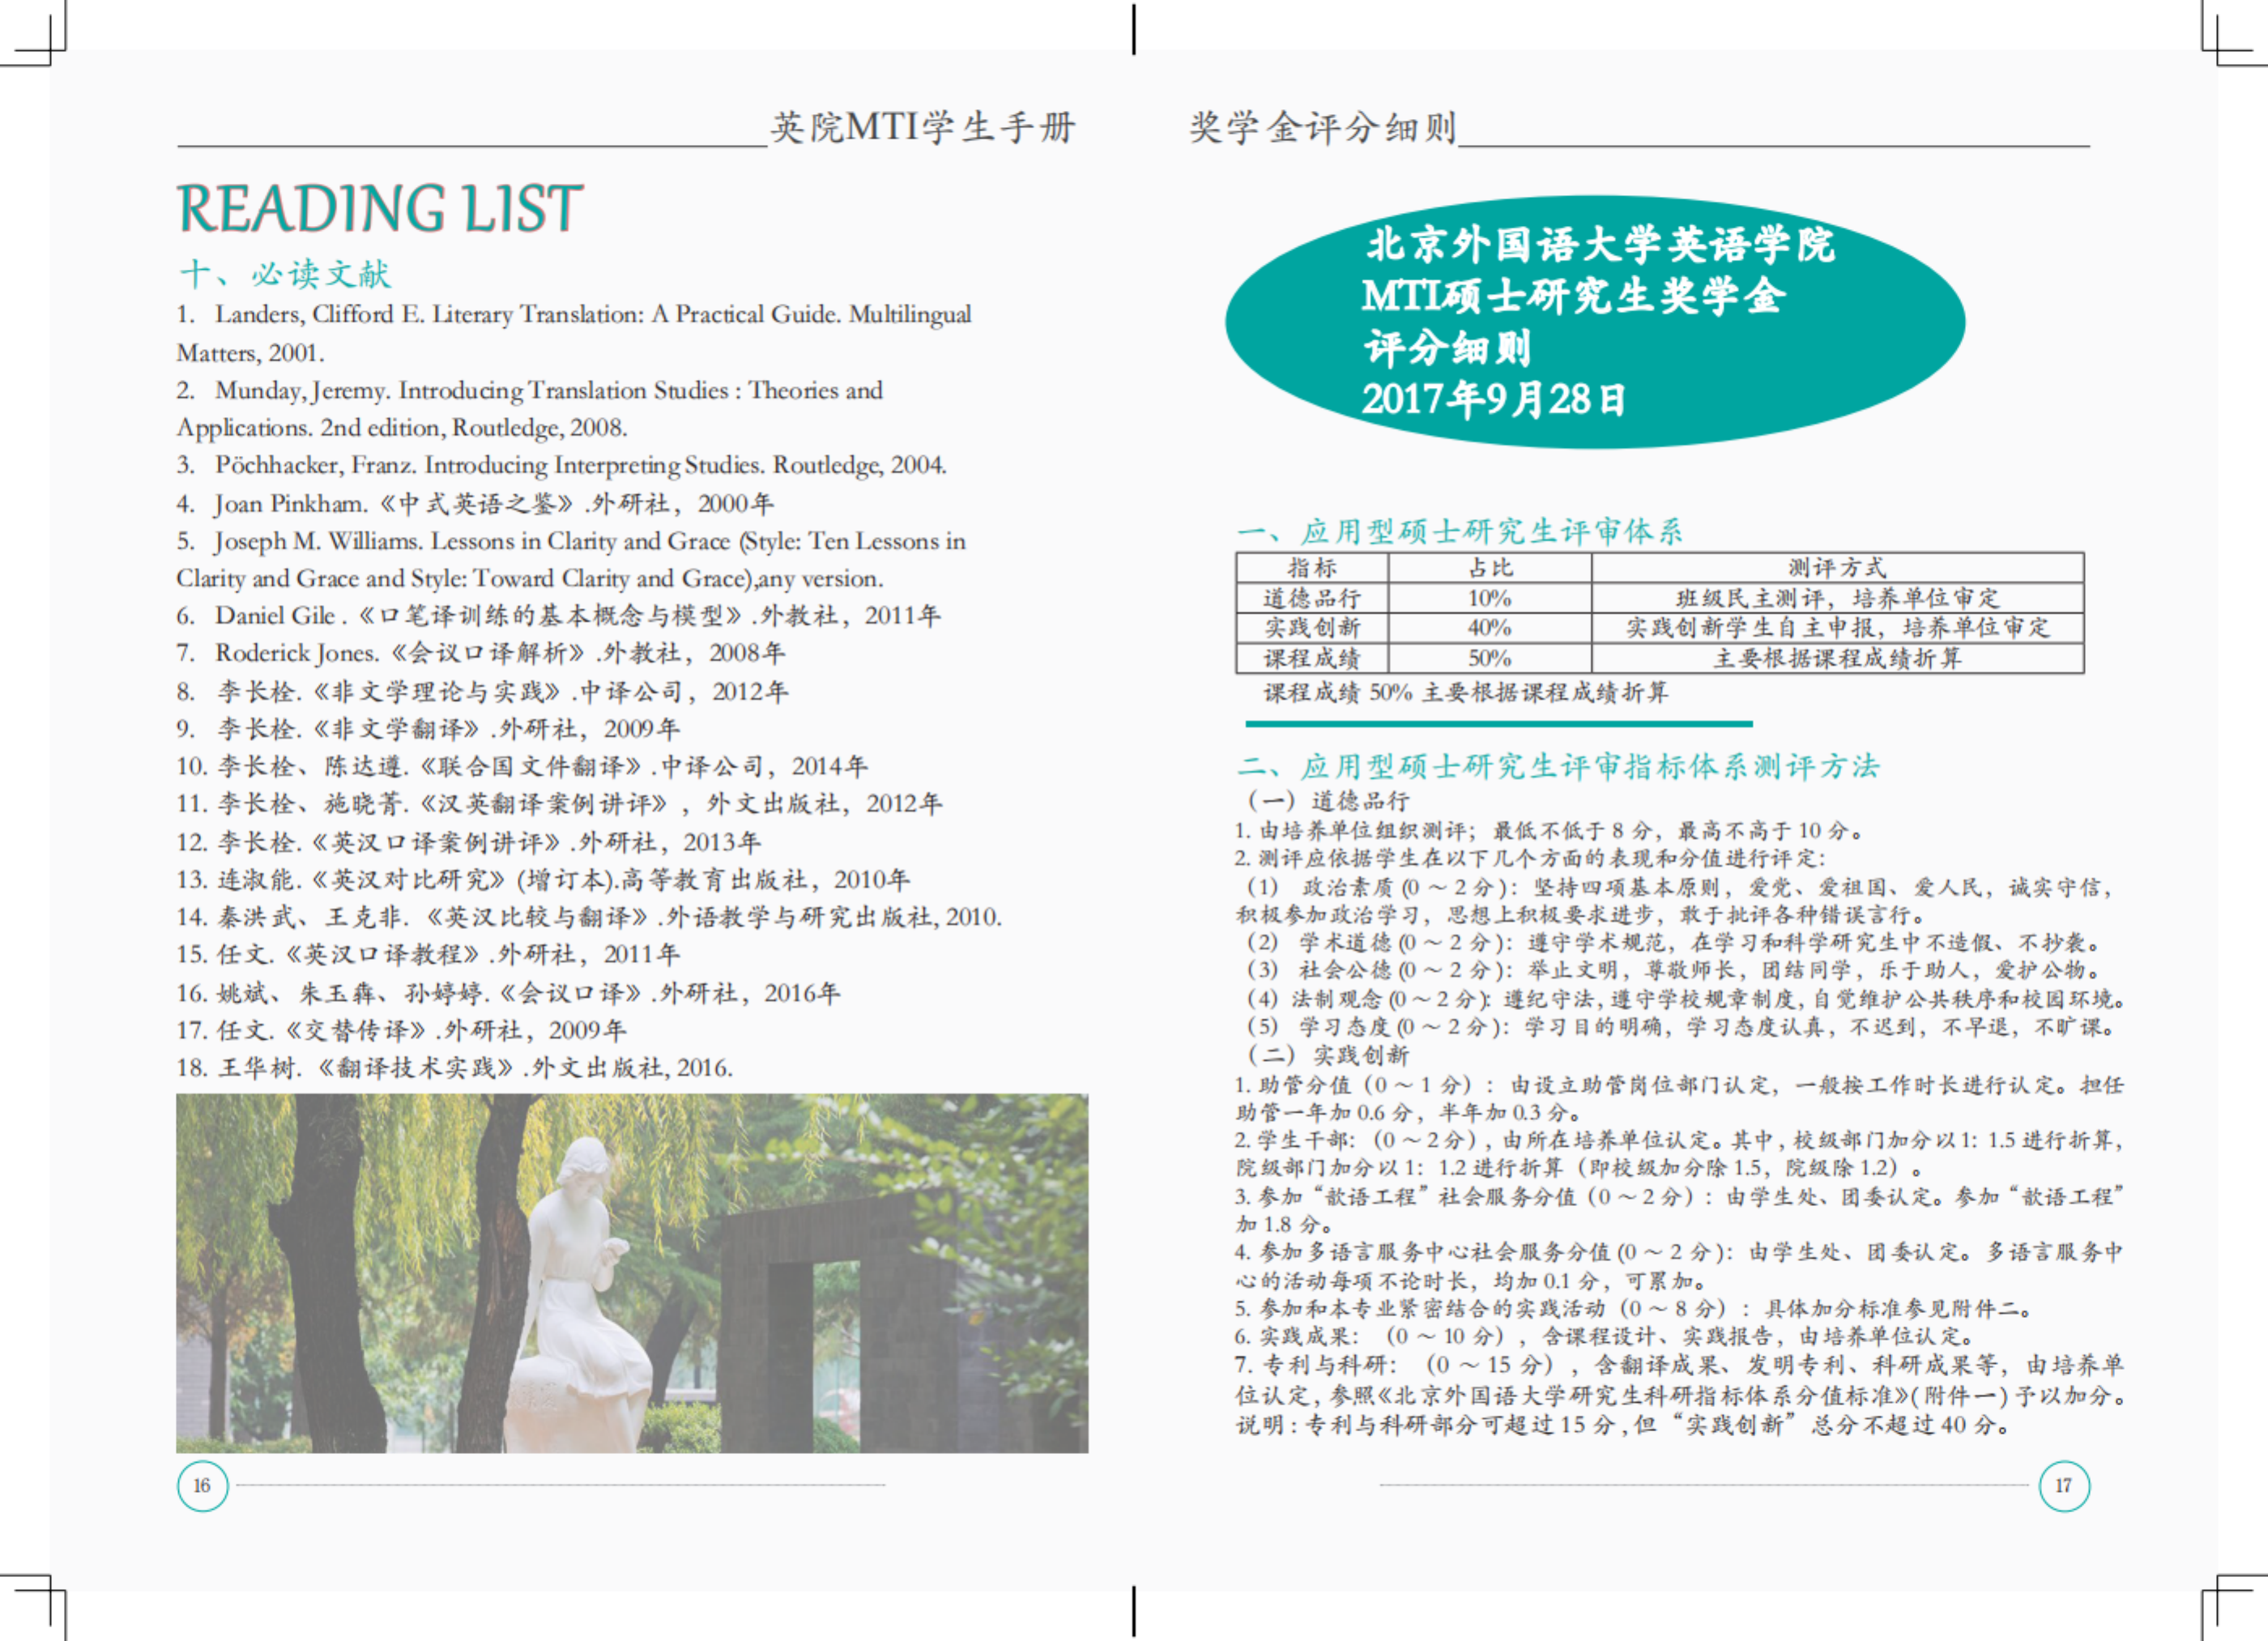 英院MTI学生手册
READING LIST
十、必读文献
1. Landers, Clifford E. Literary Translation: A Practical Guide. Multilingual
Matters, 2001.
2. Munday, Jeremy. Introducing Translation Studies : Theories and
Applications. 2nd edition, Routledge, 2008.
3. Pöchhacker, Franz. Introducing Interpreting Studies. Routledge, 2004.
4. Joan Pinkham.《中式英语之鉴》.外研社，2000年
5. Joseph M. Williams. Lessons in Clarity and Grace (Style: Ten Lessons in
Clarity and Grace and Style: Toward Clarity and Grace),any version.
6. Daniel Gile .《口笔译训练的基本概念与模型》.外教社，2011年
7. Roderick Jones.《会议口译解析》.外教社，2008年
8. 李长栓.《非文学理论与实践》.中译公司，2012年
9. 李长栓.《非文学翻译》.外研社，2009年
10. 李长栓、陈达遵.《联合国文件翻译》.中译公司，2014年
11. 李长栓、施晓菁.《汉英翻译案例讲评》，外文出版社，2012年
12. 李长栓.《英汉口译案例讲评》.外研社，2013年
13. 连淑能.《英汉对比研究》(增订本).高等教育出版社，2010年
14. 秦洪武、王克非. 《英汉比较与翻译》.外语教学与研究出版社, 2010.
15. 任文.《英汉口译教程》.外研社，2011年
16. 姚斌、朱玉犇、孙婷婷.《会议口译》.外研社，2016年
17. 任文.《交替传译》.外研社，2009年
18. 王华树. 《翻译技术实践》.外文出版社, 2016.
16
奖学金评分细则
北京外国语大学英语学院
MTI硕士研究生奖学金
评分细则
2017年9月28日
一、应用型硕士研究生评审体系
指标 占比 测评方式
道德品行 10% 班级民主测评，培养单位审定
实践创新 40% 实践创新学生自主申报，培养单位审定
课程成绩 50% 主要根据课程成绩折算
课程成绩 50% 主要根据课程成绩折算
二、应用型硕士研究生评审指标体系测评方法
（一）道德品行
1. 由培养单位组织测评；最低不低于 8 分，最高不高于 10 分。
2. 测评应依据学生在以下几个方面的表现和分值进行评定：
（1） 政治素质 (0 ～ 2 分)：坚持四项基本原则，爱党、爱祖国、爱人民，诚实守信，
积极参加政治学习，思想上积极要求进步，敢于批评各种错误言行。
（2） 学术道德 (0 ～ 2 分)：遵守学术规范，在学习和科学研究生中不造假、不抄袭。
（3） 社会公德 (0 ～ 2 分)：举止文明，尊敬师长，团结同学，乐于助人，爱护公物。
（4）法制观念 (0 ～ 2 分)：遵纪守法，遵守学校规章制度，自觉维护公共秩序和校园环境。
（5） 学习态度 (0 ～ 2 分)：学习目的明确，学习态度认真，不迟到，不早退，不旷课。
（二）实践创新
1. 助管分值（0 ～ 1 分）：由设立助管岗位部门认定，一般按工作时长进行认定。担任
助管一年加 0.6 分，半年加 0.3 分。
2. 学生干部：（0 ～ 2 分），由所在培养单位认定。其中，校级部门加分以 1：1.5 进行折算，
院级部门加分以 1：1.2 进行折算（即校级加分除 1.5，院级除 1.2）。
3. 参加“歆语工程”社会服务分值（0 ～ 2 分）：由学生处、团委认定。参加“歆语工程”
加 1.8 分。
4. 参加多语言服务中心社会服务分值 (0 ～ 2 分)：由学生处、团委认定。多语言服务中
心的活动每项不论时长，均加 0.1 分，可累加。
5. 参加和本专业紧密结合的实践活动（0 ～ 8 分）：具体加分标准参见附件二。
6. 实践成果：（0 ～ 10 分），含课程设计、实践报告，由培养单位认定。
7. 专利与科研：（0 ～ 15 分），含翻译成果、发明专利、科研成果等，由培养单
位认定，参照《北京外国语大学研究生科研指标体系分值标准》( 附件一 ) 予以加分。
说明：专利与科研部分可超过 15 分，但“实践创新”总分不超过 40 分。
17